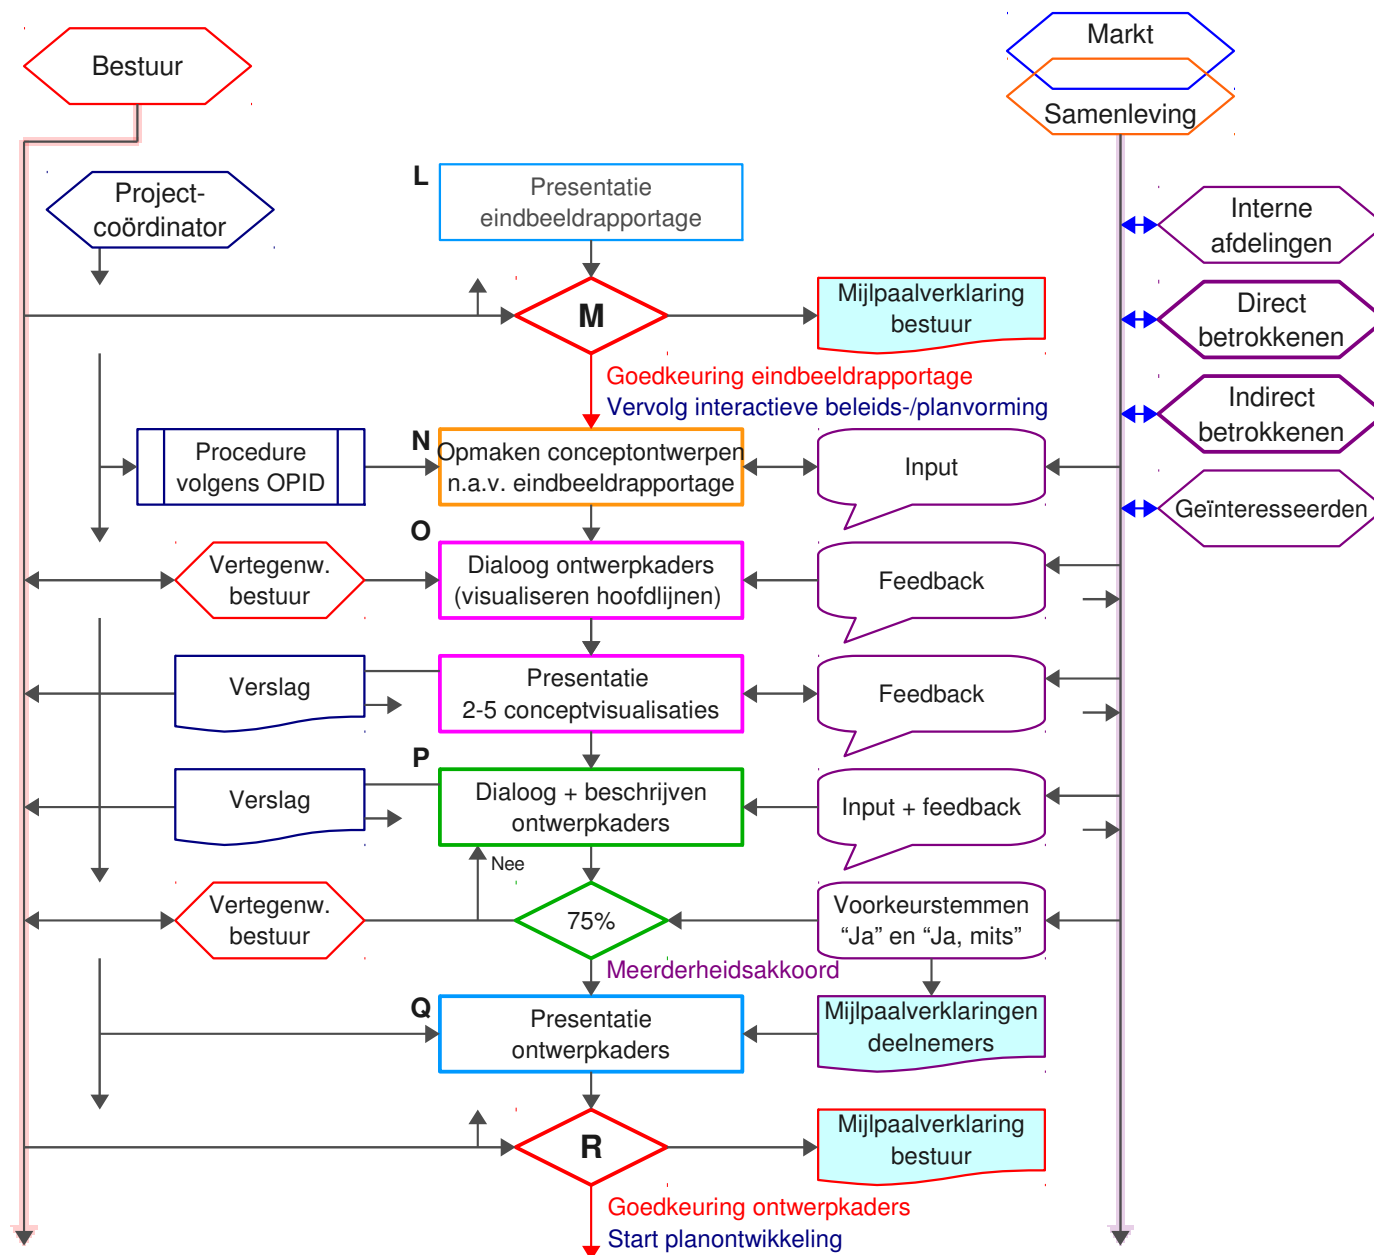 Bestuur
Markt
Samenleving
Project-
coördinator
L
Presentatie
eindbeeldrapportage
Interne
afdelingen
M
Mijlpaalverklaring
bestuur
Direct
betrokkenen
Goedkeuring eindbeeldrapportage
Vervolg interactieve beleids-/planvorming
Indirect
betrokkenen
Procedure
volgens OPID
N
Opmaken conceptontwerpen
n.a.v. eindbeeldrapportage
Input
Geïnteresseerden
Vertegenw.
bestuur
O
Dialoog ontwerpkaders
(visualiseren hoofdlijnen)
Feedback
Verslag
Presentatie
2-5 conceptvisualisaties
Feedback
Verslag
P
Dialoog + beschrijven
ontwerpkaders
Input + feedback
Nee
Vertegenw.
bestuur
75%
Voorkeurstemmen
“Ja” en “Ja, mits”
Meerderheidsakkoord
Q
Presentatie
ontwerpkaders
Mijlpaalverklaringen
deelnemers
R
Mijlpaalverklaring
bestuur
Goedkeuring ontwerpkaders
Start planontwikkeling